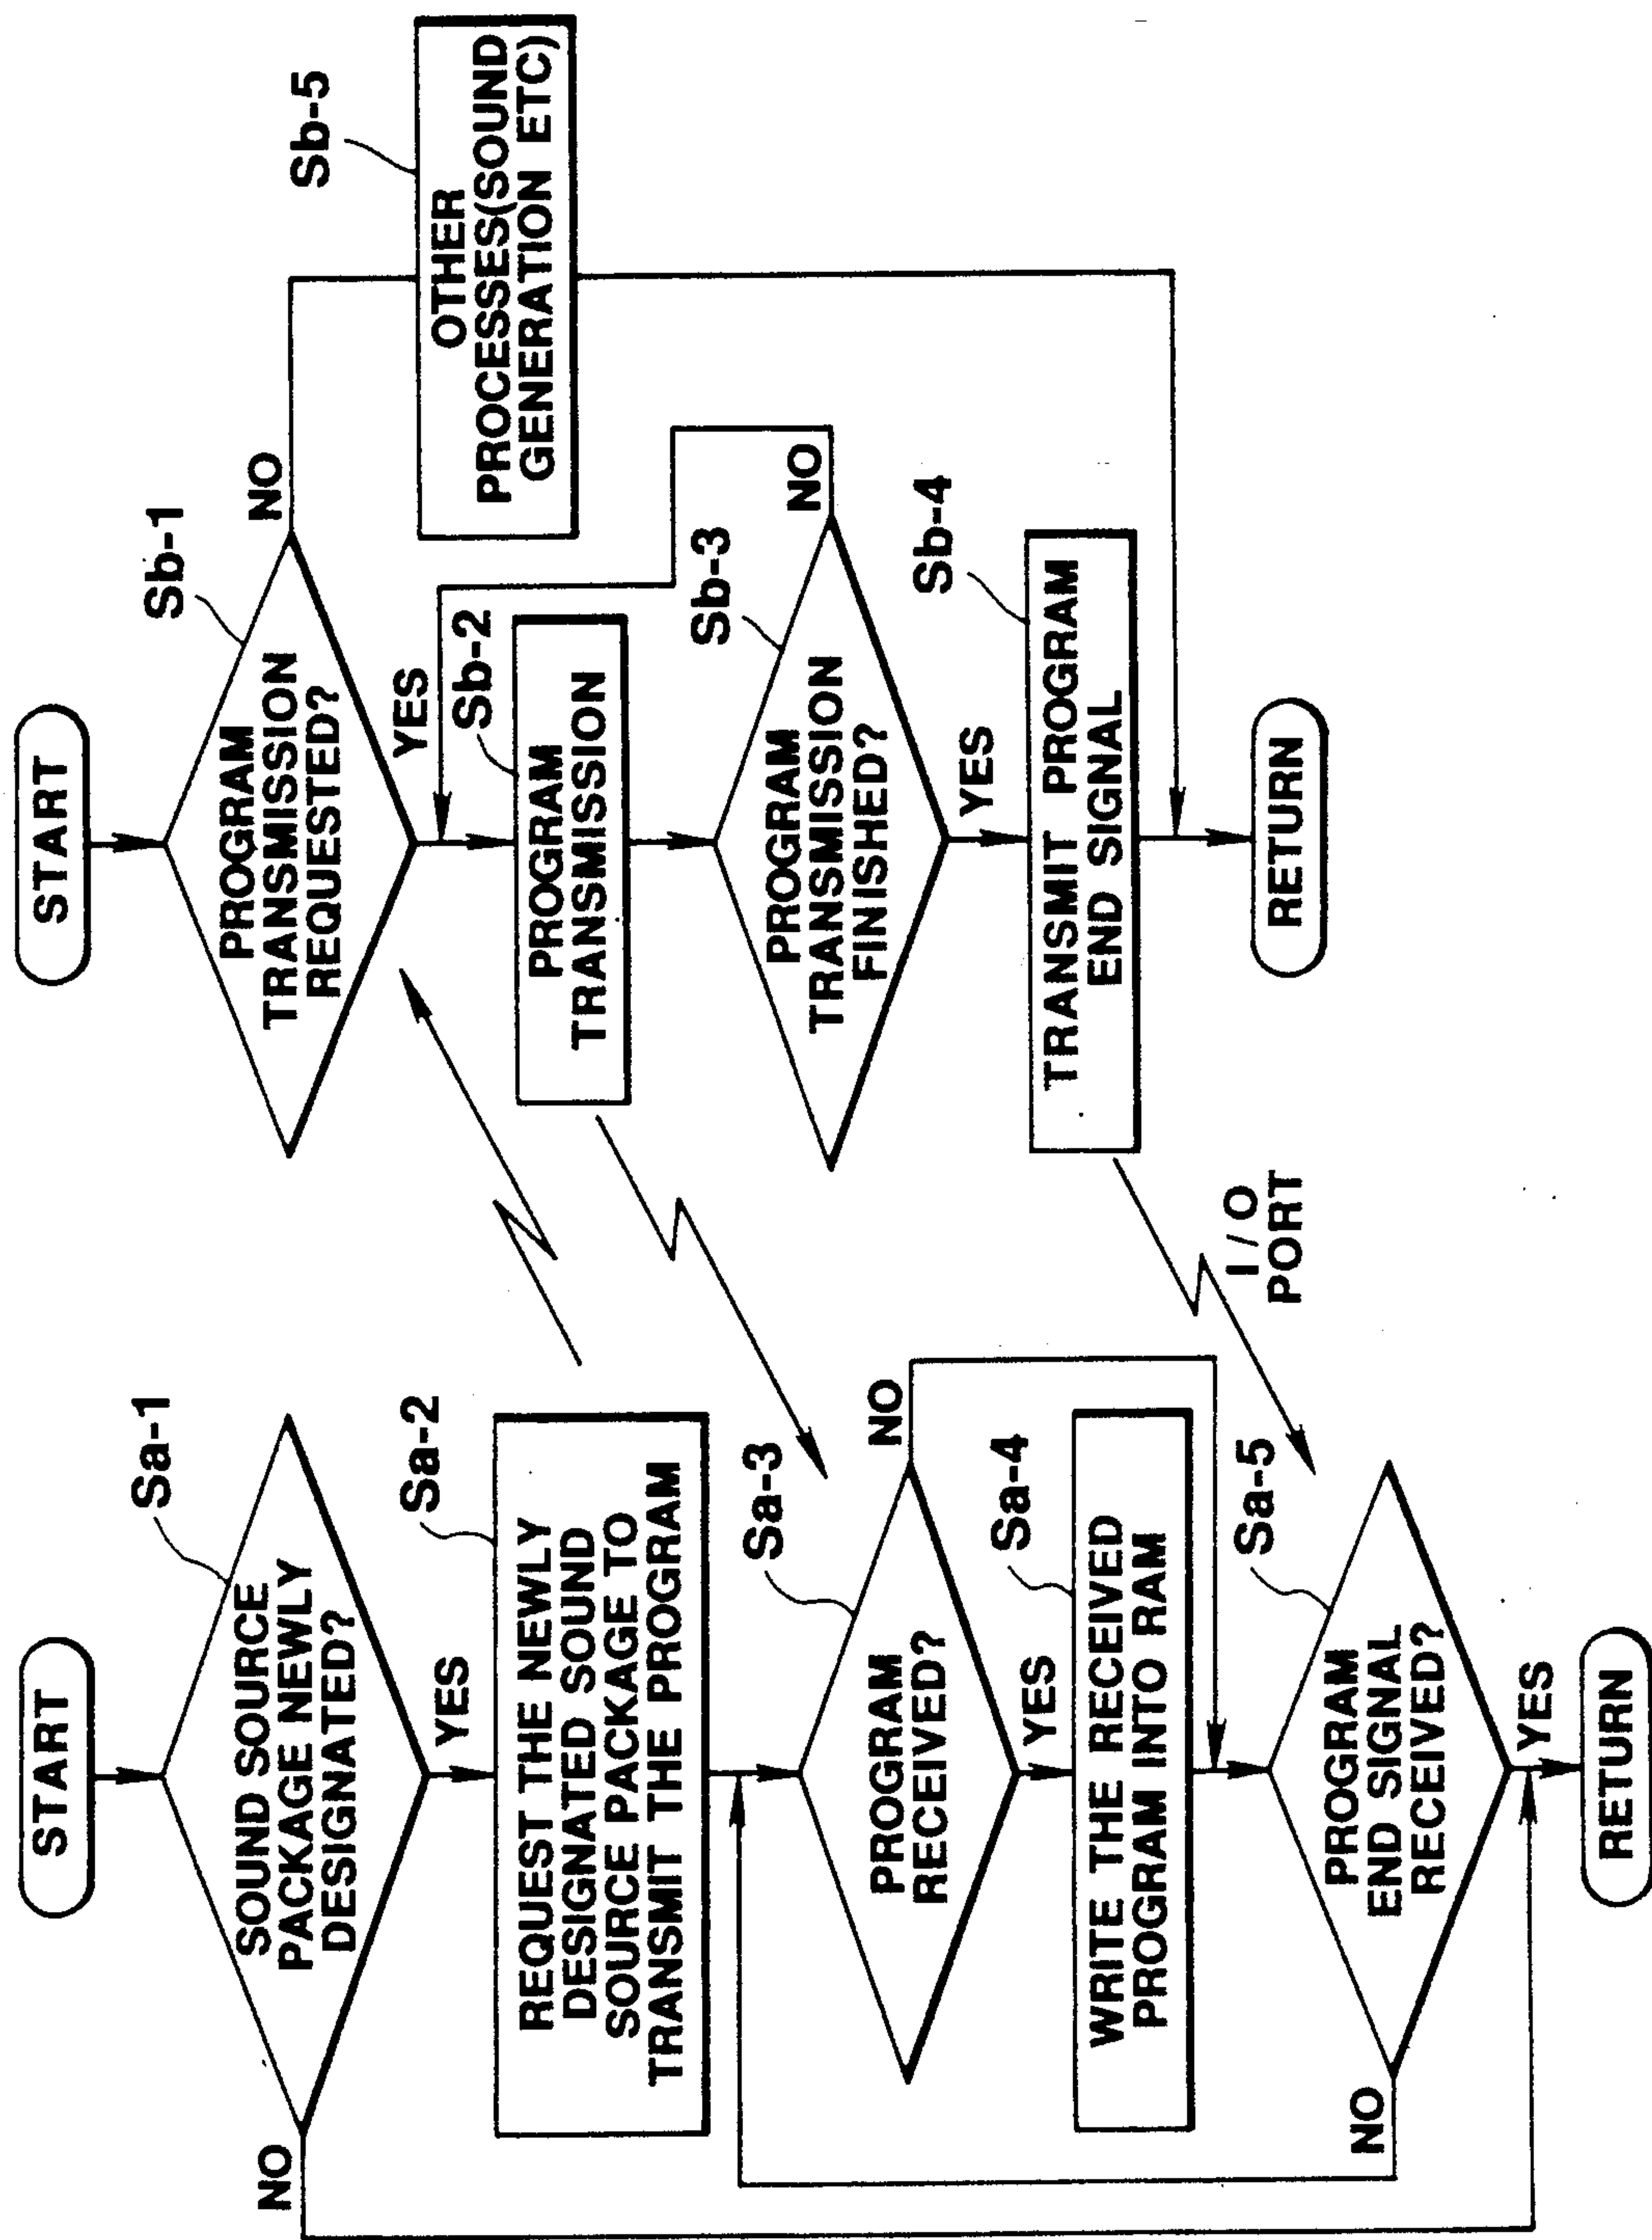 START
Sa-1
SOUND SOURCE
PACKAGE NEWLY
DESIGNATED?
NO
YES
Sa-2
REQUEST THE NEWLY
DESIGNATED SOUND
SOURCE PACKAGE TO
TRANSMIT THE PROGRAM
Sa-3
PROGRAM
RECEIVED?
NO
YES
Sa-4
WRITE THE RECEIVED
PROGRAM INTO RAM
Sa-5
PROGRAM
END SIGNAL
RECEIVED?
NO
YES
RETURN
I/O
PORT
START
Sb-1
PROGRAM
TRANSMISSION
REQUESTED?
NO
YES
Sb-2
PROGRAM
TRANSMISSION
Sb-3
PROGRAM
TRANSMISSION
FINISHED?
NO
YES
Sb-4
TRANSMIT PROGRAM
END SIGNAL
RETURN
Sb-5
OTHER
PROCESSES(SOUND
GENERATION ETC)